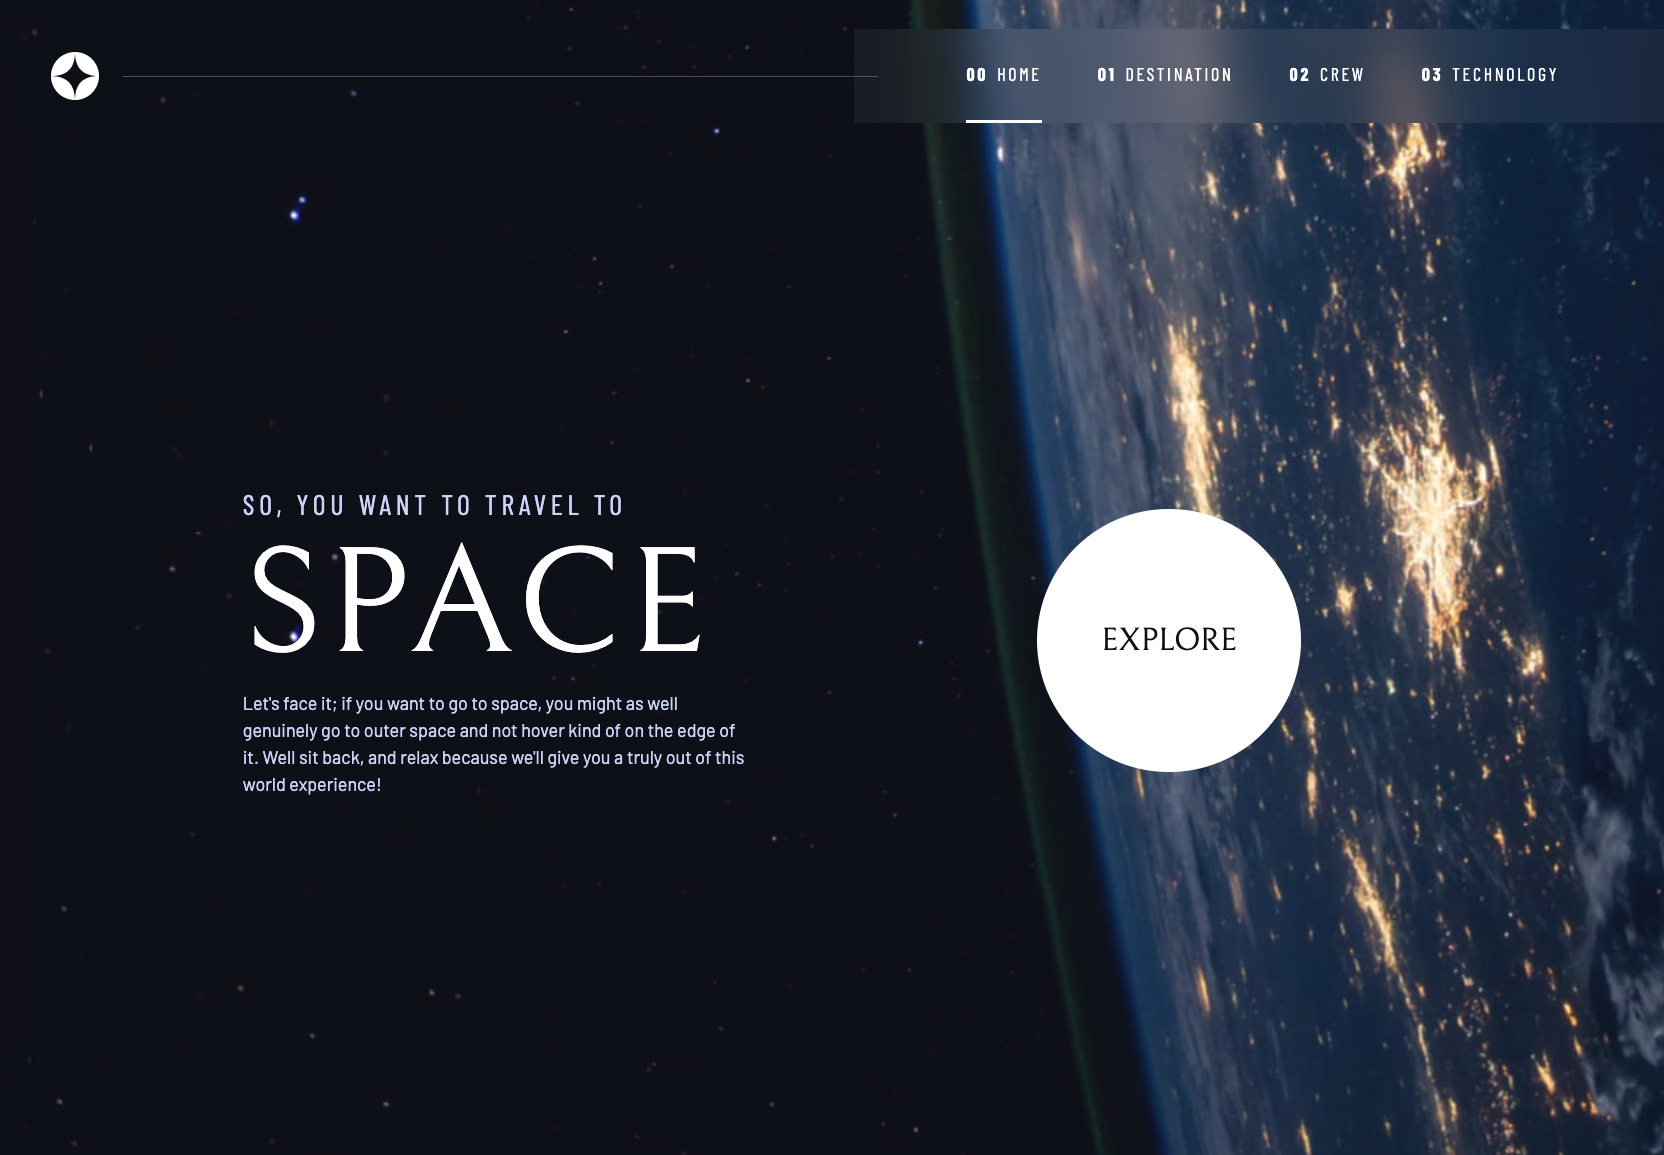 00 HOME 01 DESTINATION 02 CREW 03 TECHNOLOGY
SO, YOU WANT TO TRAVEL TO
SPACE
Let's face it; if you want to go to space, you might as well
genuinely go to outer space and not hover kind of on the edge of
it. Well sit back, and relax because we'll give you a truly out of this
world experience!
EXPLORE